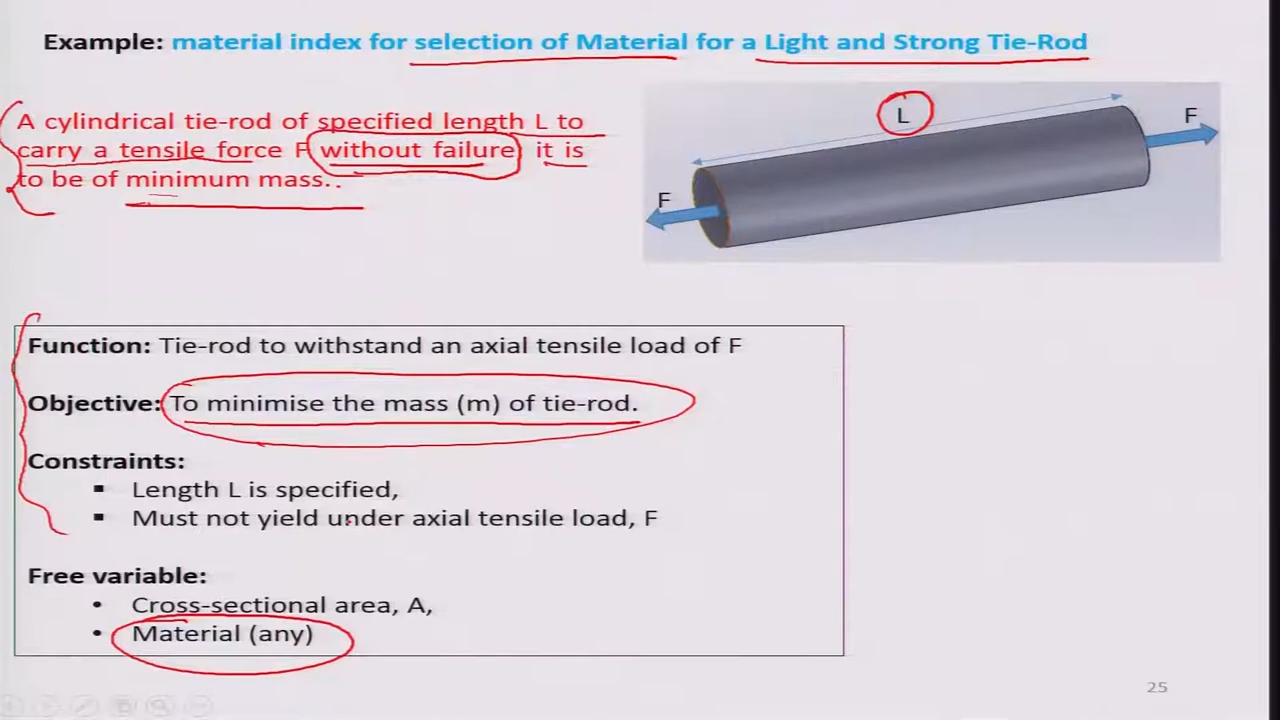 Example: material index for selection of Material for a Light and Strong Tie-Rod
A cylindrical tie-rod of specified length L to
carry a tensile force F without failure, it is
to be of minimum mass..
L
F
F
Function: Tie-rod to withstand an axial tensile load of F
Objective: To minimise the mass (m) of tie-rod.
Constraints:
▪ Length L is specified,
▪ Must not yield under axial tensile load, F
Free variable:
• Cross-sectional area, A,
• Material (any)
25